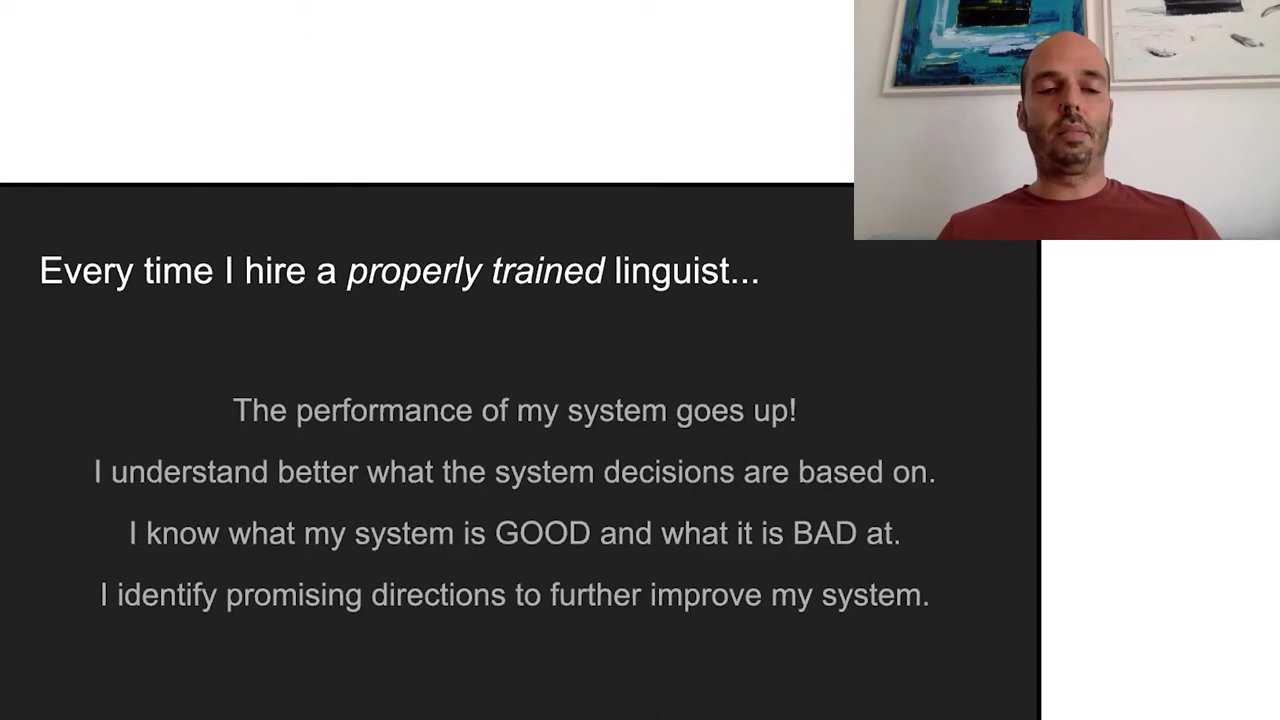 Every time I hire a properly trained linguist...
The performance of my system goes up!
I understand better what the system decisions are based on.
I know what my system is GOOD and what it is BAD at.
I identify promising directions to further improve my system.